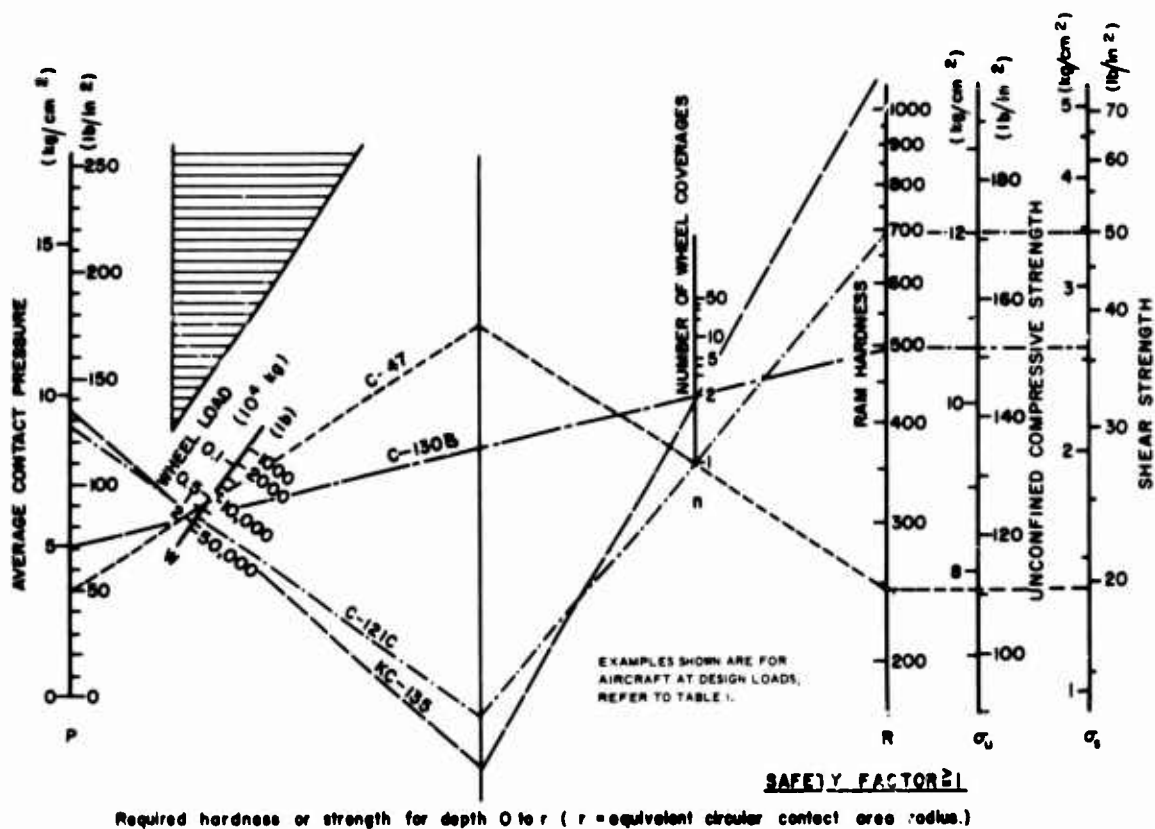 (kg/cm²)
(lb/in²)
250
15
200
150
10
100
5
50
0
0
P
AVERAGE CONTACT PRESSURE
WHEEL LOAD
(10⁴ kg)
(lb)
0.1
1000
2000
0.5
10,000
2
50,000
W
C-47
C-130B
C-121C
KC-135
NUMBER OF WHEEL COVERAGES
50
10
5
2
1
n
EXAMPLES SHOWN ARE FOR
AIRCRAFT AT DESIGN LOADS,
REFER TO TABLE 1.
RAM HARDNESS
1000
900
800
700
600
500
400
300
200
R
(kg/cm²)
12
10
8
(lb/in²)
180
160
140
120
100
σu
UNCONFINED COMPRESSIVE STRENGTH
(kg/cm²)
5
4
3
2
1
(lb/in²)
70
60
50
40
30
20
σs
SHEAR STRENGTH
SAFETY FACTOR≧1
Required hardness or strength for depth 0 to r ( r = equivalent circular contact area radius.)